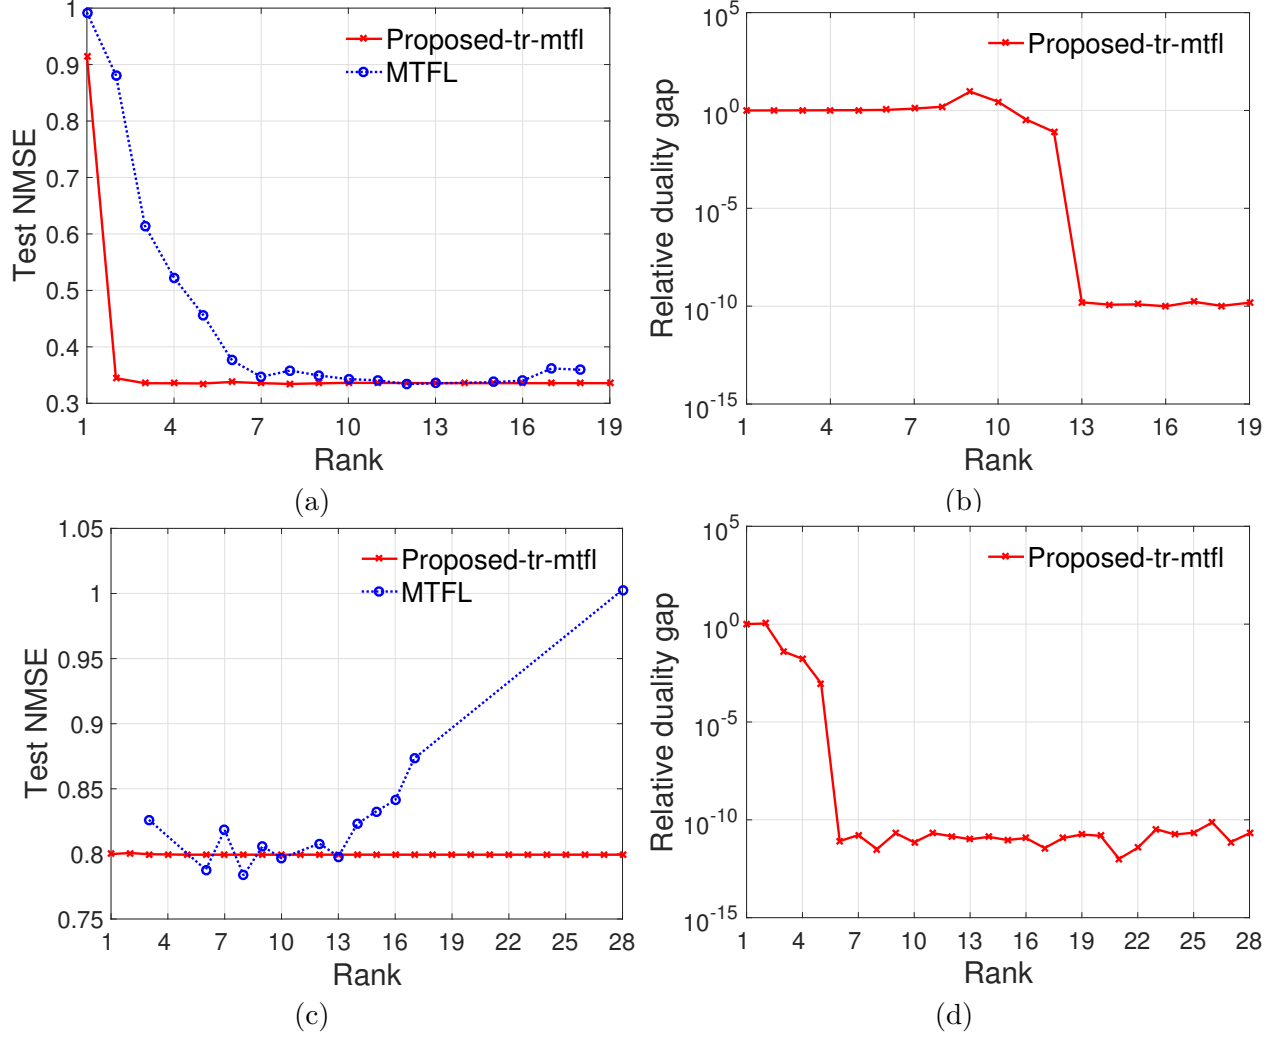 1
0.9
0.8
0.7
0.6
0.5
0.4
0.3
Test NMSE
1 4 7 10 13 16 19
Rank
Proposed-tr-mtfl
MTFL
(a)
10^5
10^0
10^-5
10^-10
10^-15
Relative duality gap
1 4 7 10 13 16 19
Rank
Proposed-tr-mtfl
(b)
1.05
1
0.95
0.9
0.85
0.8
0.75
Test NMSE
1 4 7 10 13 16 19 22 25 28
Rank
Proposed-tr-mtfl
MTFL
(c)
10^5
10^0
10^-5
10^-10
10^-15
Relative duality gap
1 4 7 10 13 16 19 22 25 28
Rank
Proposed-tr-mtfl
(d)